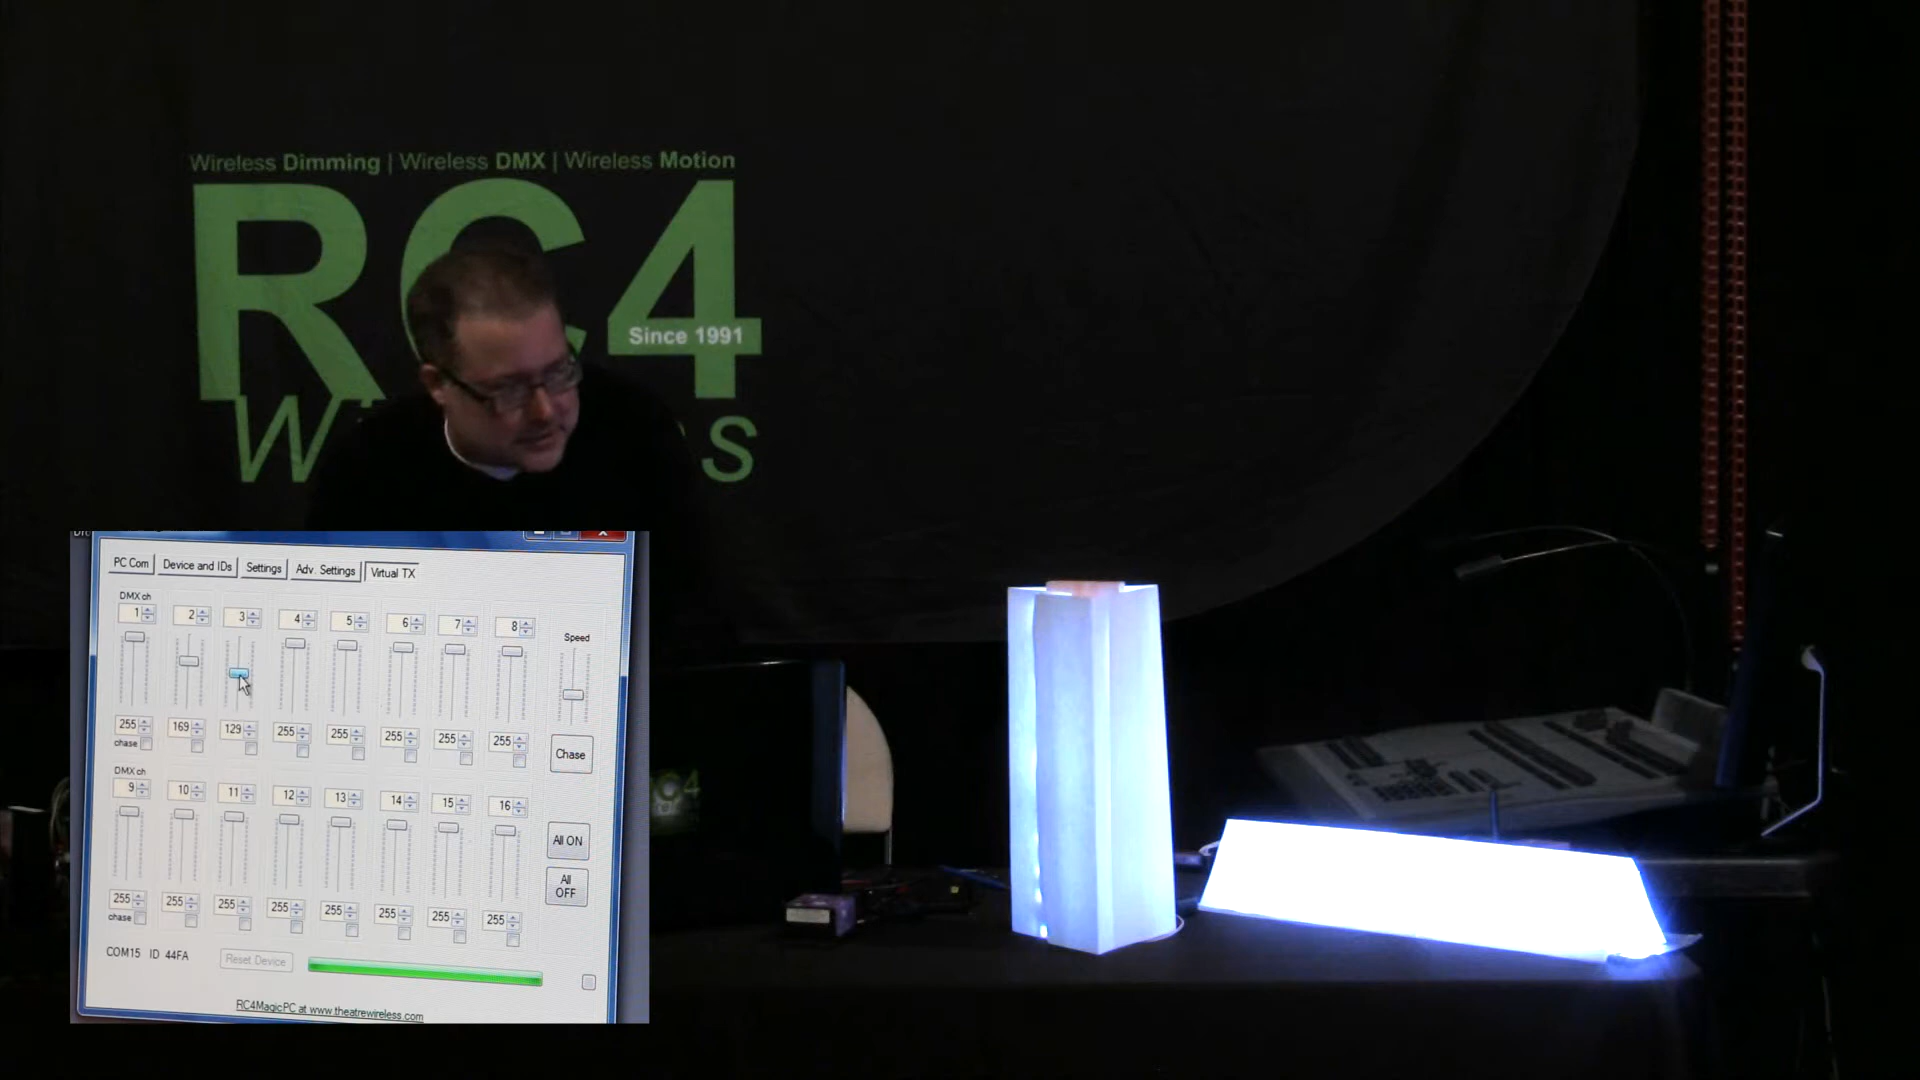 Wireless Dimming | Wireless DMX | Wireless Motion
RC4
Since 1991
W S
PC Com Device and IDs Settings Adv. Settings Virtual TX
DMX ch
1 2 3 4 5 6 7 8
Speed
255 169 129 255 255 255 255 255
chase
Chase
DMX ch
9 10 11 12 13 14 15 16
All ON
All
OFF
255 255 255 255 255 255 255 255
chase
COM15 ID 44FA
Reset Device
RC4MagicPC at www.theatrewireless.com